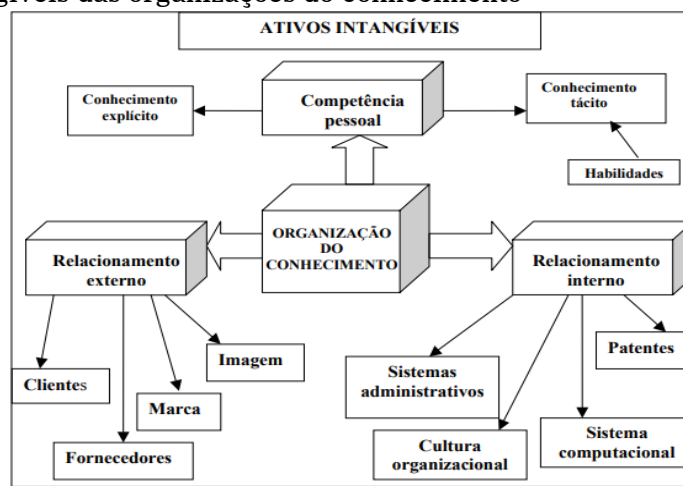 ATIVOS INTANGÍVEIS
Conhecimento
explícito
Competência
pessoal
Conhecimento
tácito
Habilidades
ORGANIZAÇÃO
DO
CONHECIMENTO
Relacionamento
externo
Relacionamento
interno
Imagem
Clientes
Marca
Fornecedores
Patentes
Sistemas
administrativos
Cultura
organizacional
Sistema
computacional